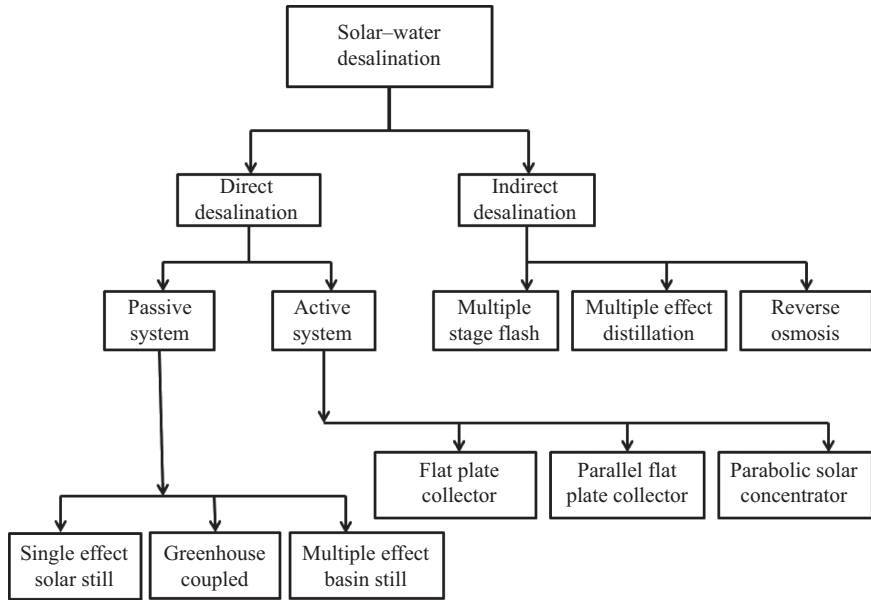 Solar–water
desalination
Direct
desalination
Indirect
desalination
Passive
system
Active
system
Multiple
stage flash
Multiple effect
distillation
Reverse
osmosis
Flat plate
collector
Parallel flat
plate collector
Parabolic solar
concentrator
Single effect
solar still
Greenhouse
coupled
Multiple effect
basin still